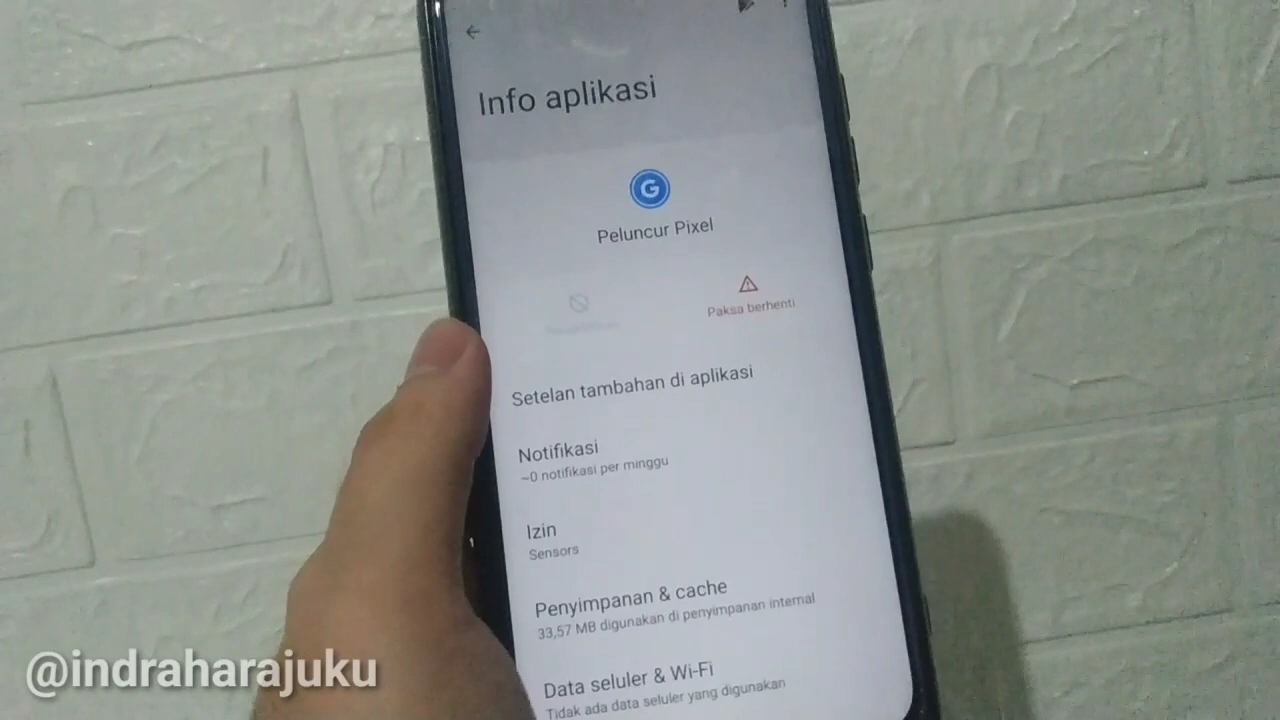 Info aplikasi
G
Peluncur Pixel
Paksa berhenti
Setelan tambahan di aplikasi
Notifikasi
~0 notifikasi per minggu
Izin
Sensors
Penyimpanan & cache
33,57 MB digunakan di penyimpanan internal
Data seluler & Wi-Fi
Tidak ada data seluler yang digunakan
@indraharajuku